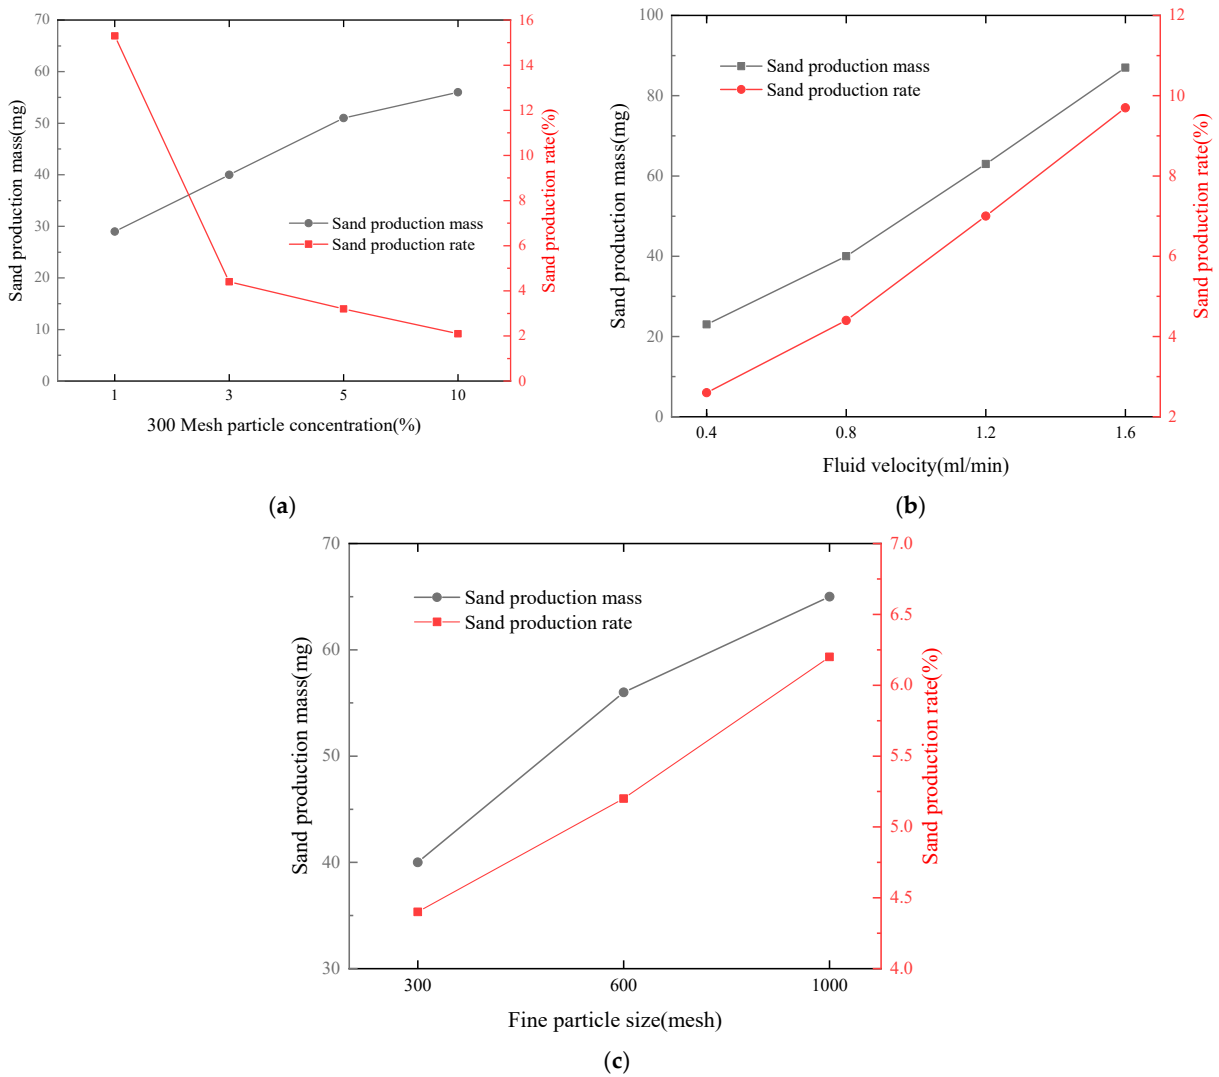 70
60
50
40
30
20
10
0
Sand production mass(mg)
16
14
12
10
8
6
4
2
0
Sand production rate(%)
Sand production mass
Sand production rate
1 3 5 10
300 Mesh particle concentration(%)
(a)
100
80
60
40
20
0
Sand production mass(mg)
12
10
8
6
4
2
Sand production rate(%)
Sand production mass
Sand production rate
0.4 0.8 1.2 1.6
Fluid velocity(ml/min)
(b)
70
60
50
40
30
Sand production mass(mg)
7.0
6.5
6.0
5.5
5.0
4.5
4.0
Sand production rate(%)
Sand production mass
Sand production rate
300 600 1000
Fine particle size(mesh)
(c)